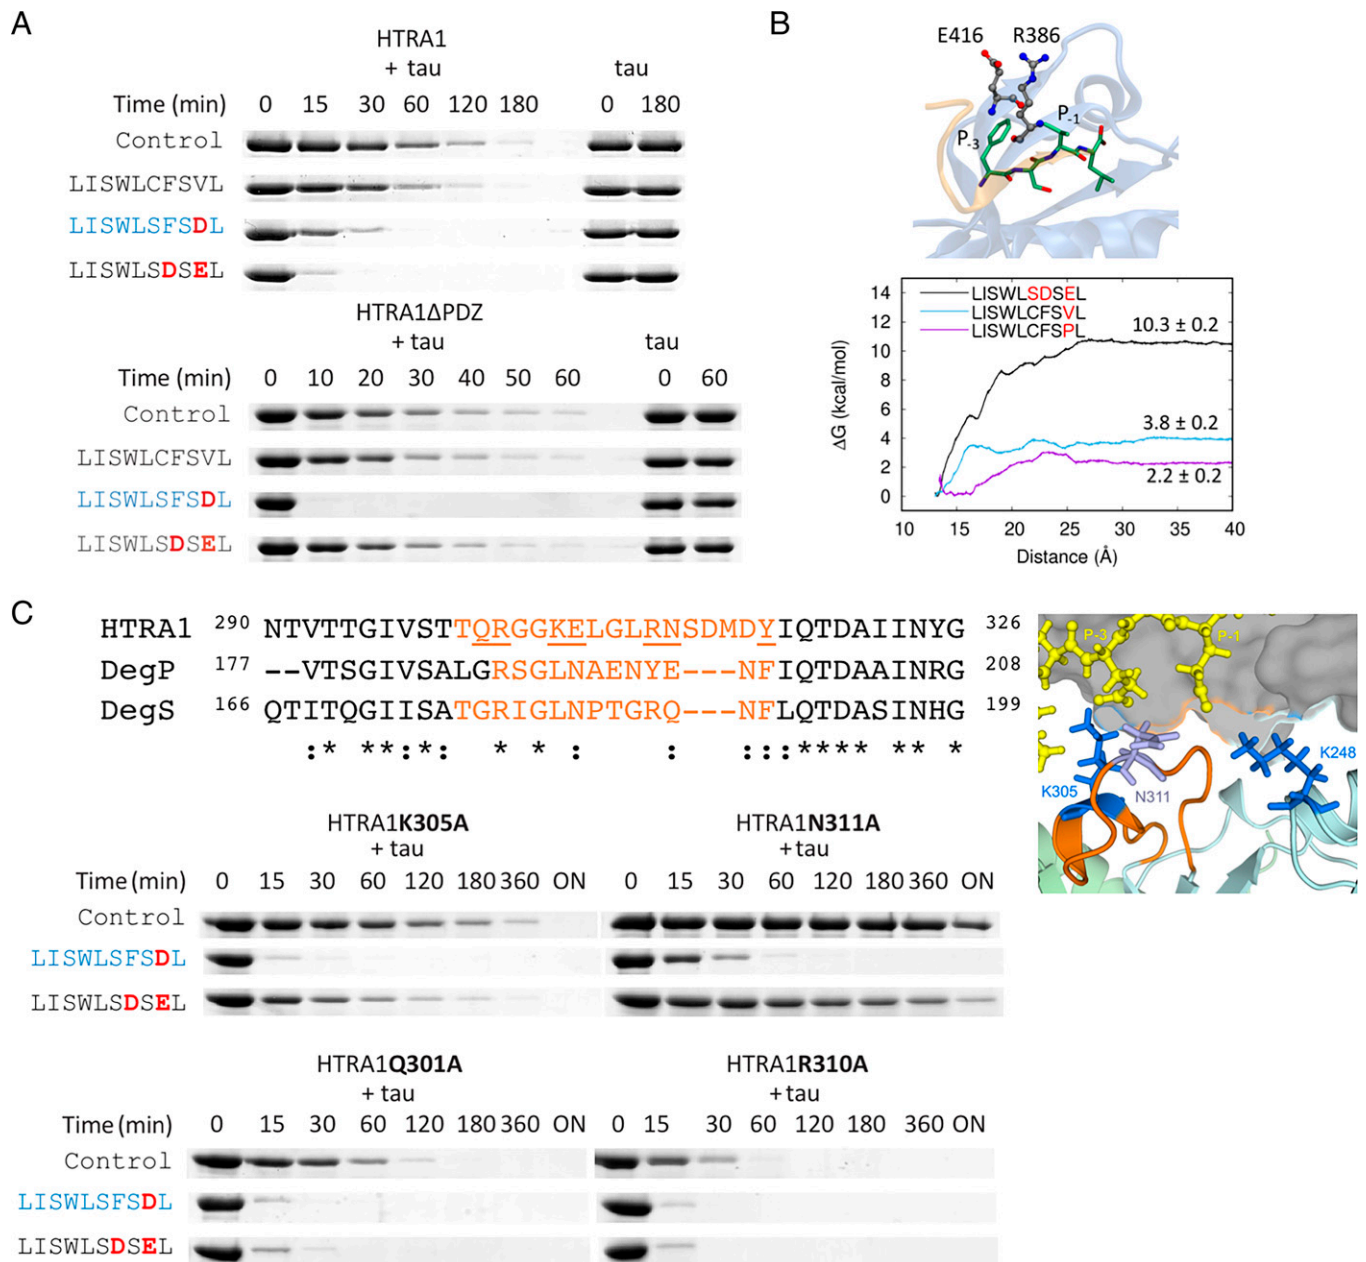 A
HTRA1
+ tau
tau
Time (min) 0 15 30 60 120 180 0 180
Control
LISWLCFSVL
LISWLSFSDL
LISWLSDSEL
HTRA1ΔPDZ
+ tau
tau
Time (min) 0 10 20 30 40 50 60 0 60
Control
LISWLCFSVL
LISWLSFSDL
LISWLSDSEL
B
E416 R386
P-3
P-1
14
12
10
8
6
4
2
0
ΔG (kcal/mol)
LISWLSDSEL
LISWLCFSVL
LISWLCFSPL
10.3 ± 0.2
3.8 ± 0.2
2.2 ± 0.2
10 15 20 25 30 35 40
Distance (Å)
C
HTRA1 290 NTVTTGIVSTTQRGGKELGLRNSDMDYIQTDAIINYG 326
DegP 177 --VTSGIVSALGRSGLNAENYE---NFIQTDAAINRG 208
DegS 166 QTITQGIISATGRIGLNPTGRQ---NFLQTDASINHG 199
:* **:*: * * : : :::**** ** *
P-3
P-1
K248
K305
N311
HTRA1K305A
+ tau
HTRA1N311A
+ tau
Time (min) 0 15 30 60 120 180 360 ON 0 15 30 60 120 180 360 ON
Control
LISWLSFSDL
LISWLSDSEL
HTRA1Q301A
+ tau
HTRA1R310A
+ tau
Time (min) 0 15 30 60 120 180 360 ON 0 15 30 60 120 180 360 ON
Control
LISWLSFSDL
LISWLSDSEL